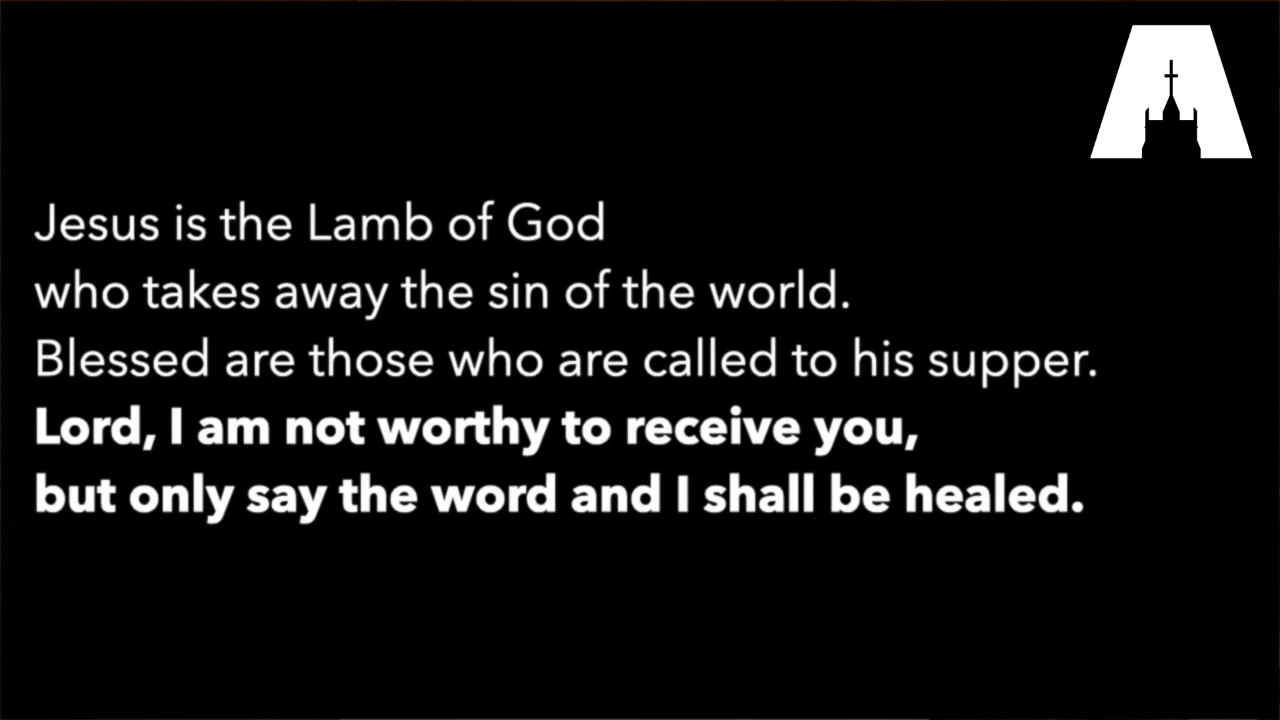 Jesus is the Lamb of God
who takes away the sin of the world.
Blessed are those who are called to his supper.
Lord, I am not worthy to receive you,
but only say the word and I shall be healed.